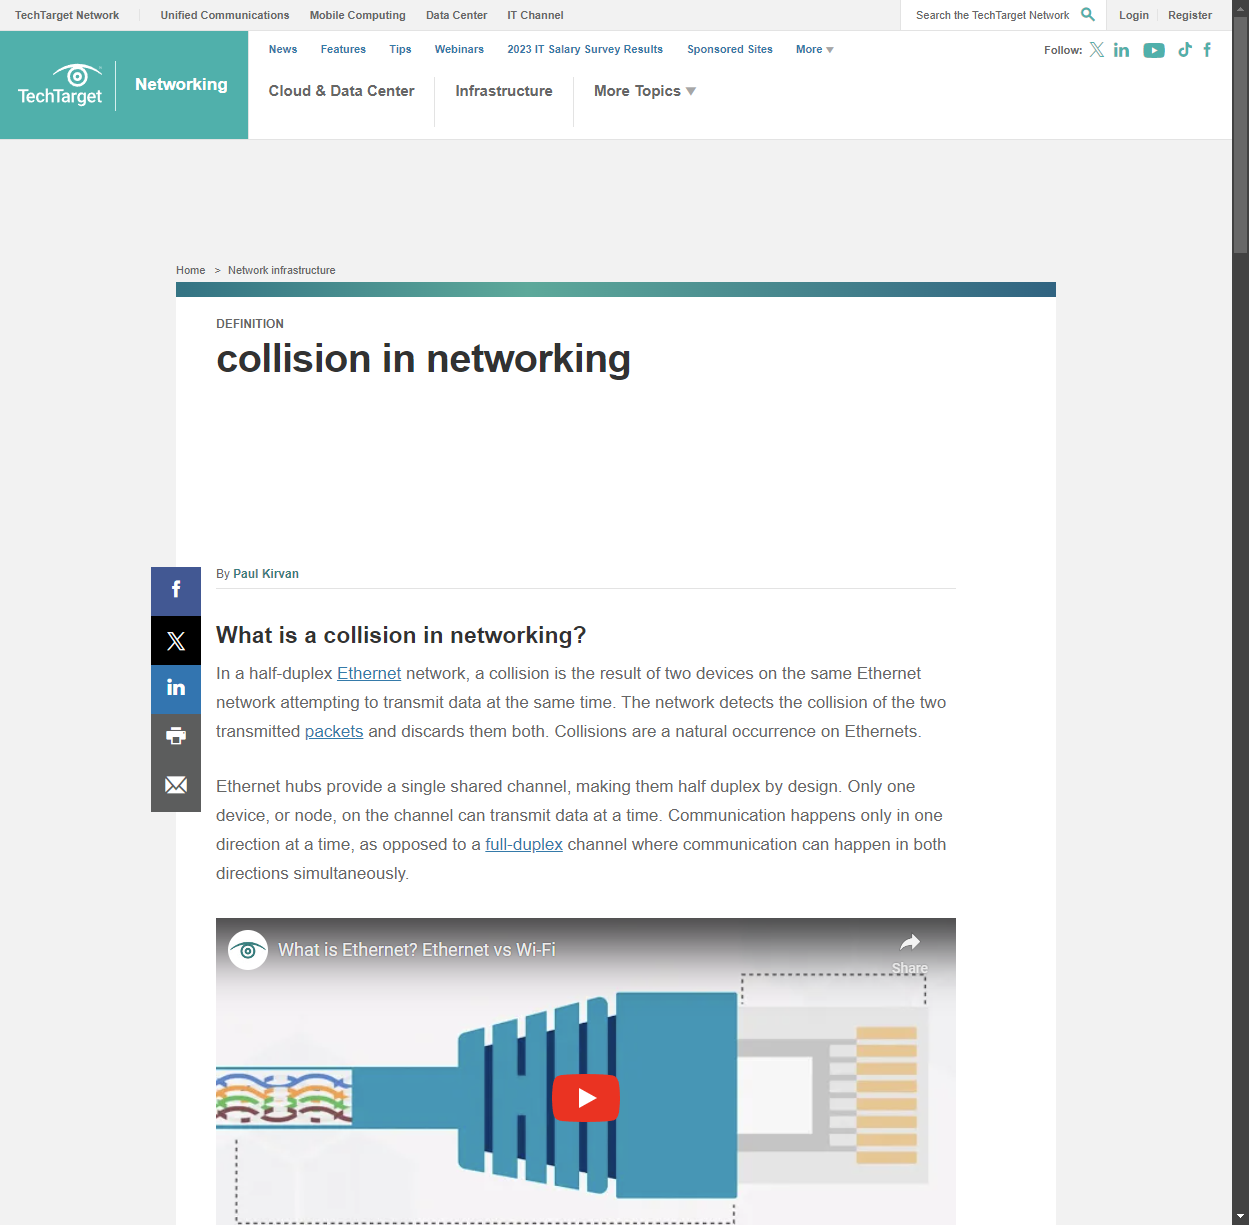 TechTarget Network
Unified Communications
Mobile Computing
Data Center
IT Channel
Search the TechTarget Network
Login
Register
TechTarget
Networking
News
Features
Tips
Webinars
2023 IT Salary Survey Results
Sponsored Sites
More
Follow:
Cloud & Data Center
Infrastructure
More Topics
Home > Network infrastructure
DEFINITION
collision in networking
By Paul Kirvan
What is a collision in networking?
In a half-duplex Ethernet network, a collision is the result of two devices on the same Ethernet
network attempting to transmit data at the same time. The network detects the collision of the two
transmitted packets and discards them both. Collisions are a natural occurrence on Ethernets.
Ethernet hubs provide a single shared channel, making them half duplex by design. Only one
device, or node, on the channel can transmit data at a time. Communication happens only in one
direction at a time, as opposed to a full-duplex channel where communication can happen in both
directions simultaneously.
What is Ethernet? Ethernet vs Wi-Fi
Share